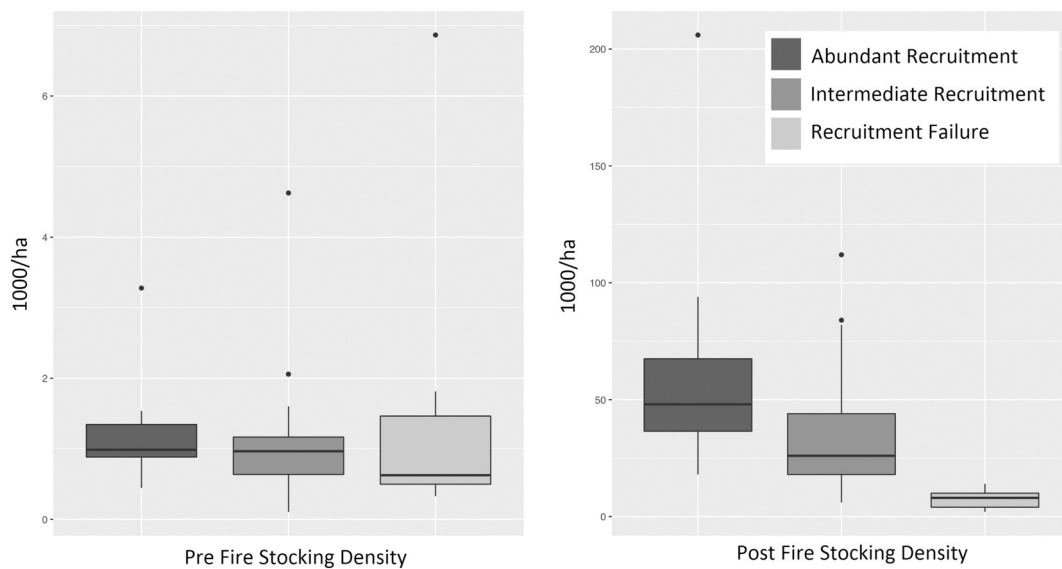 6
4
2
0
1000/ha
Pre Fire Stocking Density
200
150
100
50
0
1000/ha
Post Fire Stocking Density
Abundant Recruitment
Intermediate Recruitment
Recruitment Failure